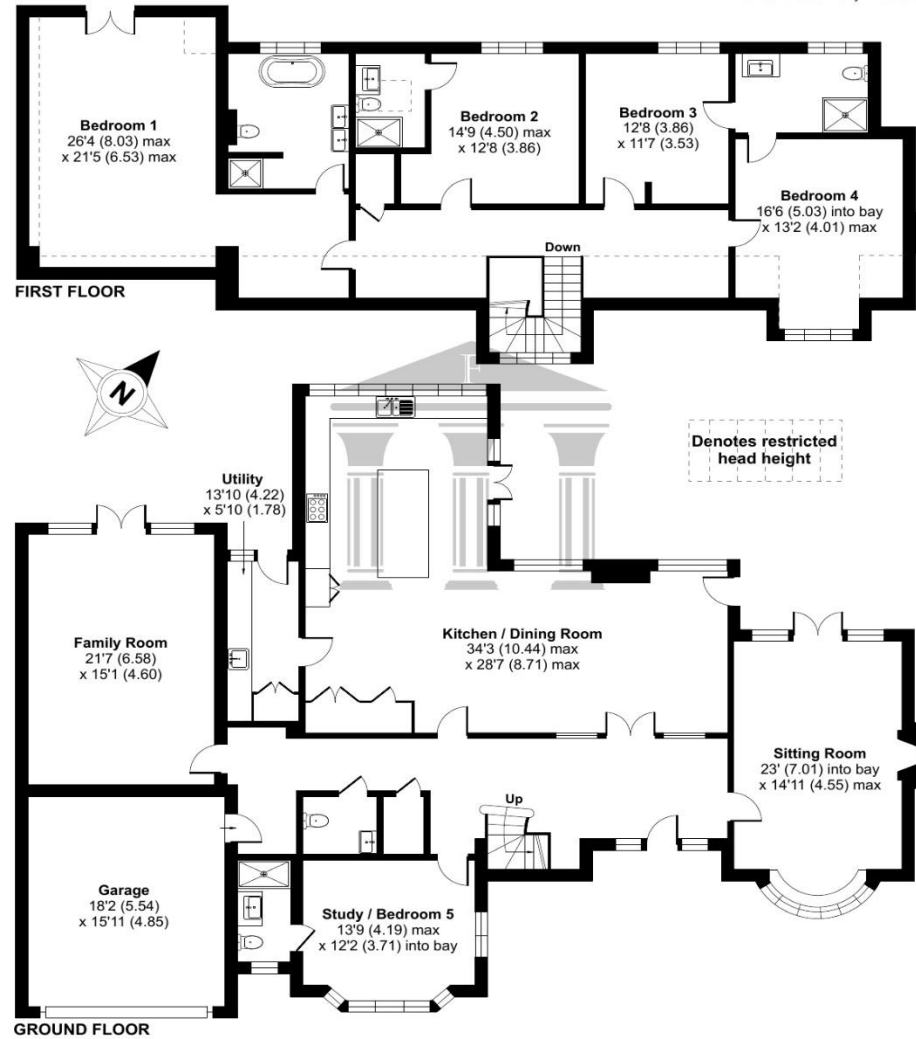 Bedroom 1
26'4 (8.03) max
x 21'5 (6.53) max
Bedroom 2
14'9 (4.50) max
x 12'8 (3.86)
Bedroom 3
12'8 (3.86)
x 11'7 (3.53)
Bedroom 4
16'6 (5.03) into bay
x 13'2 (4.01) max
Down
FIRST FLOOR
N
F
Denotes restricted
head height
Utility
13'10 (4.22)
x 5'10 (1.78)
Family Room
21'7 (6.58)
x 15'1 (4.60)
Kitchen / Dining Room
34'3 (10.44) max
x 28'7 (8.71) max
Sitting Room
23' (7.01) into bay
x 14'11 (4.55) max
Up
Garage
18'2 (5.54)
x 15'11 (4.85)
Study / Bedroom 5
13'9 (4.19) max
x 12'2 (3.71) into bay
GROUND FLOOR